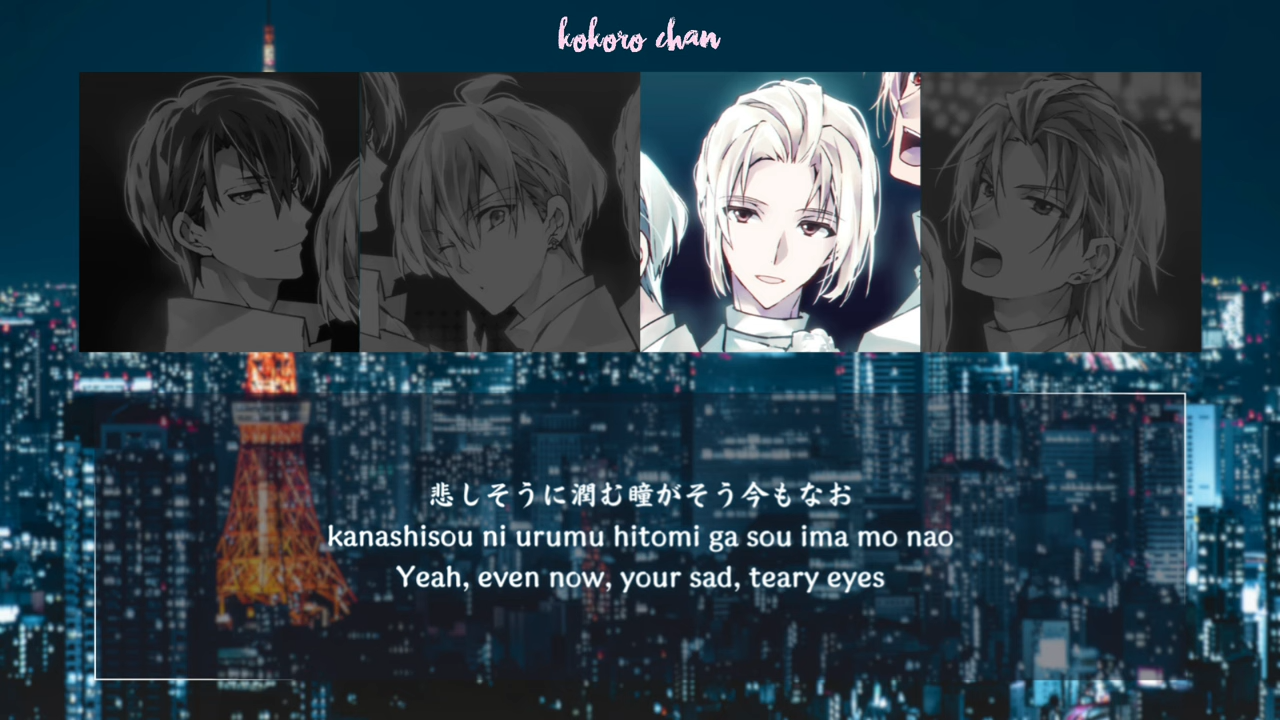 kokoro chan
悲しそうに潤む瞳がそう今もなお
kanashisou ni urumu hitomi ga sou ima mo nao
Yeah, even now, your sad, teary eyes